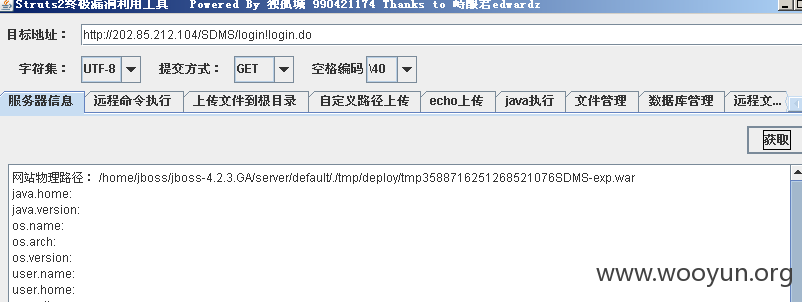 Struts2终极漏洞利用工具 Powered By 独孤城 990421174 Thanks to 崎限君edwardz
目标地址： http://202.85.212.104/SDMS/login!login.do
字符集： UTF-8 提交方式： GET 空格编码 \40
服务器信息 远程命令执行 上传文件到根目录 自定义路径上传 echo上传 java执行 文件管理 数据库管理 远程文...
获取
网站物理路径： /home/jboss/jboss-4.2.3.GA/server/default/./tmp/deploy/tmp3588716251268521076SDMS-exp.war
java.home:
java.version:
os.name:
os.arch:
os.version:
user.name:
user.home:
www.wooyun.org